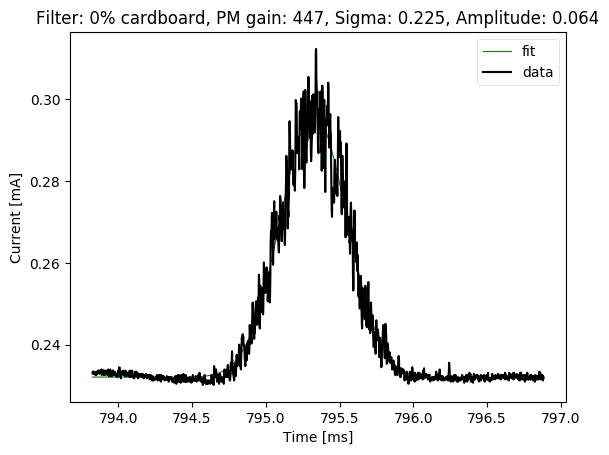 Filter: 0% cardboard, PM gain: 447, Sigma: 0.225, Amplitude: 0.064
fit
data
0.30
0.28
0.26
0.24
Current [mA]
794.0 794.5 795.0 795.5 796.0 796.5 797.0
Time [ms]